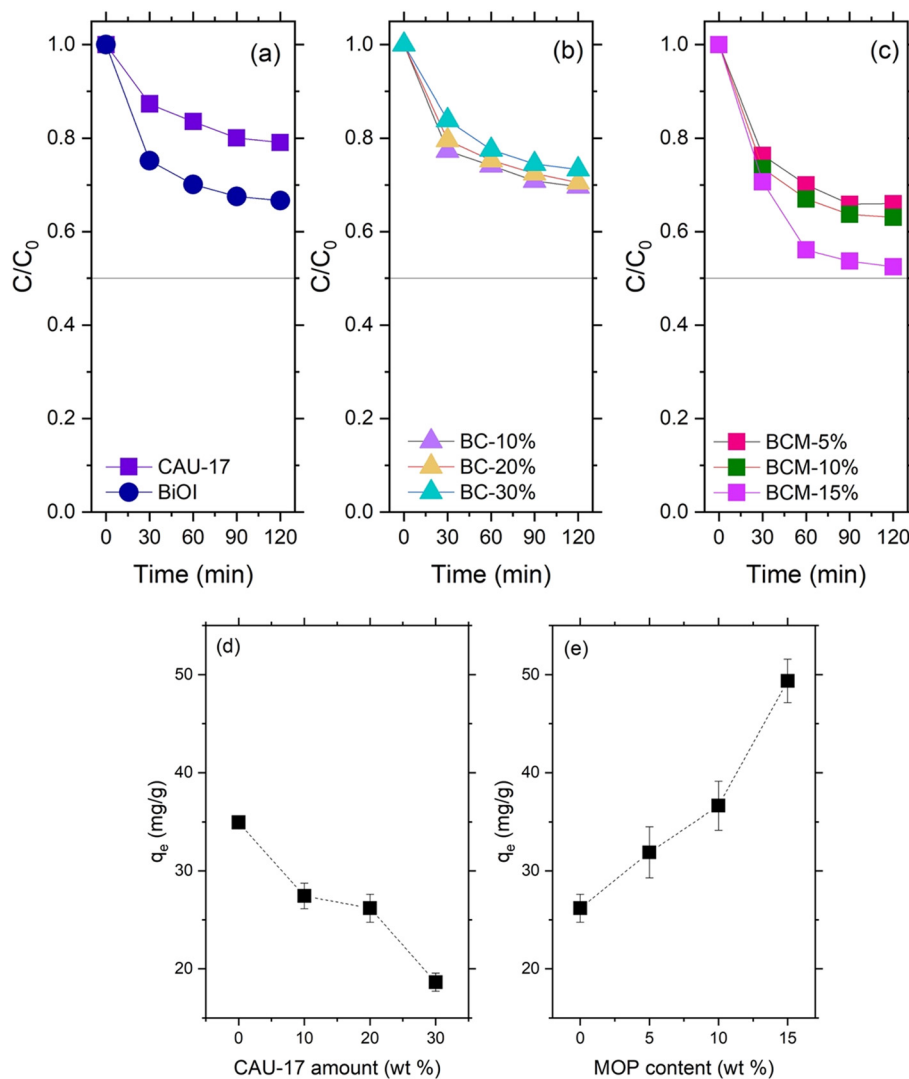 (a)
(b)
(c)
1.0
0.8
0.6
0.4
0.2
0.0
C/C₀
CAU-17
BiOI
0 30 60 90 120
Time (min)
1.0
0.8
0.6
0.4
0.2
0.0
C/C₀
BC-10%
BC-20%
BC-30%
0 30 60 90 120
Time (min)
1.0
0.8
0.6
0.4
0.2
0.0
C/C₀
BCM-5%
BCM-10%
BCM-15%
0 30 60 90 120
Time (min)
(d)
50
40
30
20
qₑ (mg/g)
0 10 20 30
CAU-17 amount (wt %)
(e)
50
40
30
20
qₑ (mg/g)
0 5 10 15
MOP content (wt %)